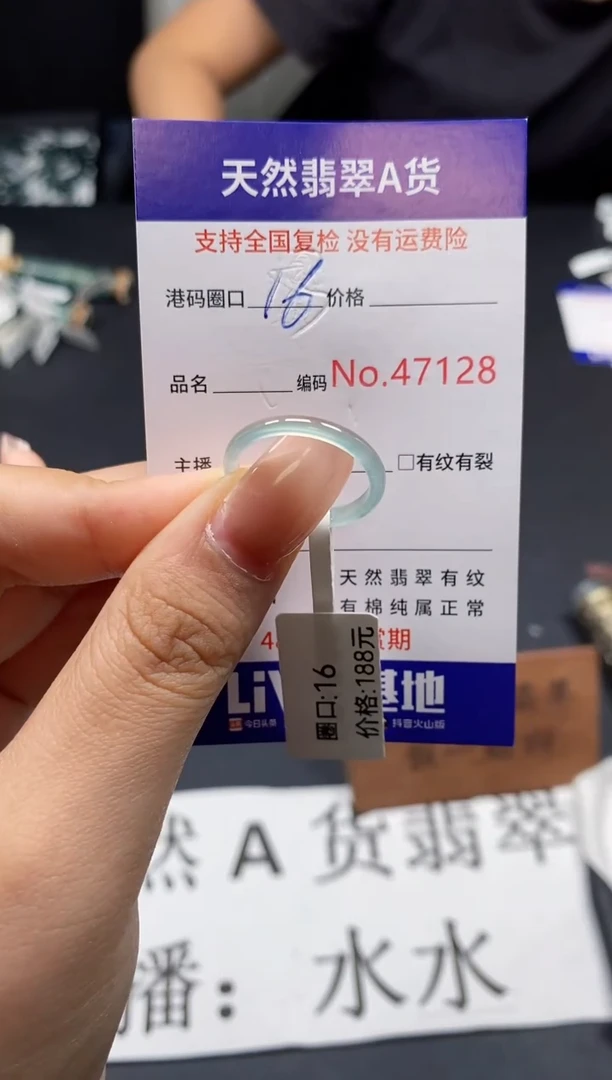 天然翡翠A货
支持全国复检 没有运费险
港码圈口 16 价格
品名 编码 No.47128
主播 □有纹有裂
天然翡翠有纹
有棉纯属正常
期
圈口:16
价格:188元
LiV 基地
今日头条 抖音火山版
然A货翡翠
播：水水